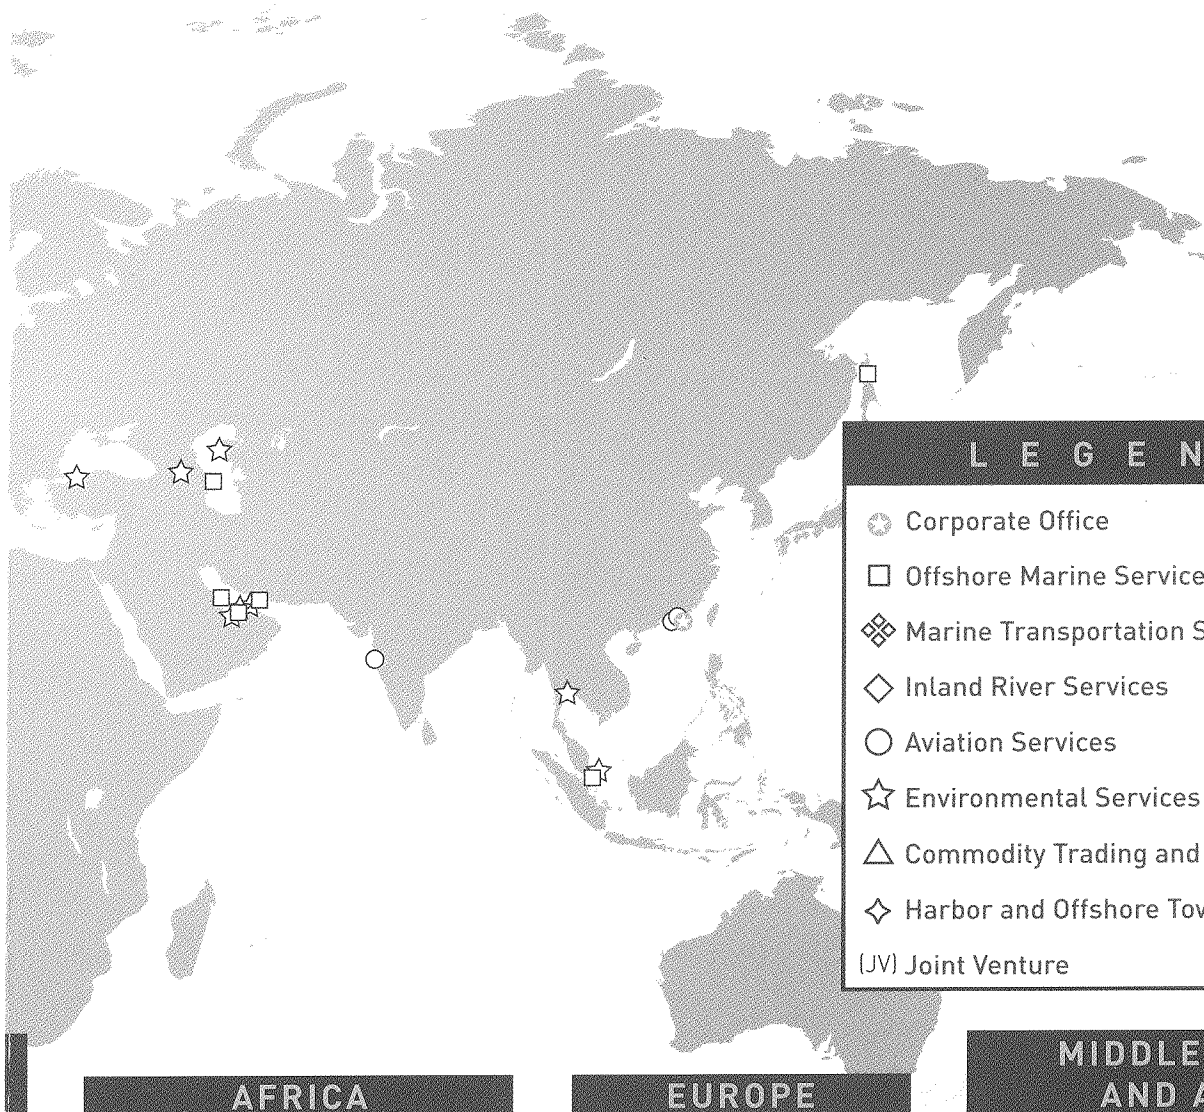 L E G E N
Corporate Office
Offshore Marine Service
Marine Transportation S
Inland River Services
Aviation Services
Environmental Services
Commodity Trading and
Harbor and Offshore Tow
(JV) Joint Venture
AFRICA
EUROPE
MIDDLE
AND A